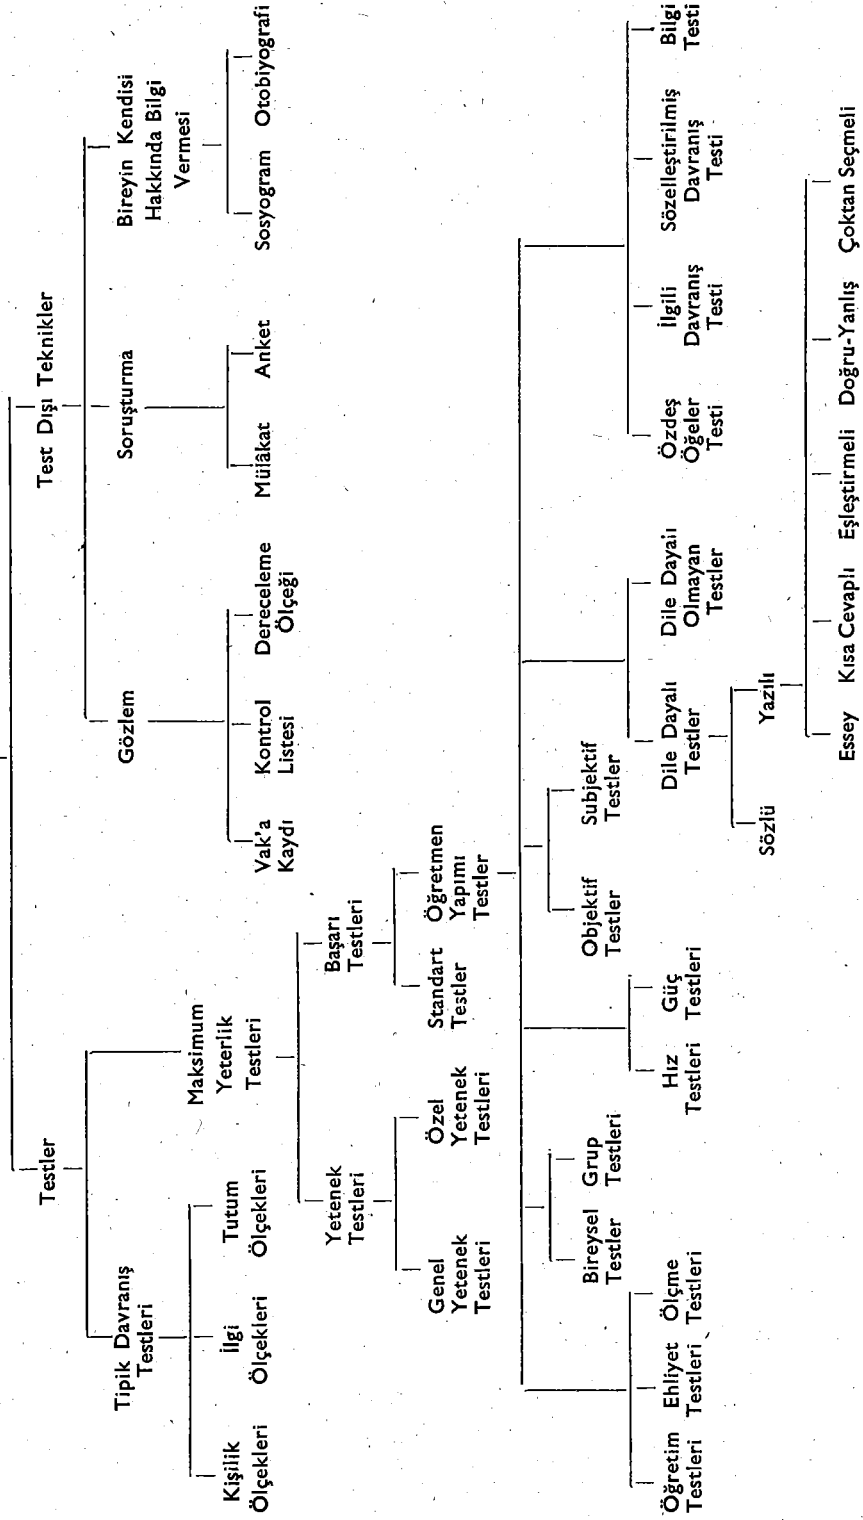 Testler
Test Dışı Teknikler
Tipik Davranış
Testleri
Maksimum
Yeterlik
Testleri
Gözlem
Soruşturma
Bireyin Kendisi
Hakkında Bilgi
Vermesi
Kişilik
Ölçekleri
İlgi
Ölçekleri
Tutum
Ölçekleri
Vak'a
Kaydı
Kontrol
Listesi
Dereceleme
Ölçeği
Mülâkat
Anket
Sosyogram
Otobiyografi
Yetenek
Testleri
Başarı
Testleri
Genel
Yetenek
Testleri
Özel
Yetenek
Testleri
Standart
Testler
Öğretmen
Yapımı
Testler
Bireysel
Testler
Grup
Testleri
Objektif
Testler
Subjektif
Testler
Öğretim
Testleri
Ehliyet
Testleri
Ölçme
Testleri
Hız
Testleri
Güç
Testleri
Dile Dayalı
Testler
Dile Dayalı
Olmayan
Testler
Özdeş
Öğeler
Testi
İlgili
Davranış
Testi
Sözelleştirilmiş
Davranış
Testi
Bilgi
Testi
Sözlü
Yazılı
Essey
Kısa Cevaplı
Eşleştirmeli
Doğru-Yanlış
Çoktan Seçmeli